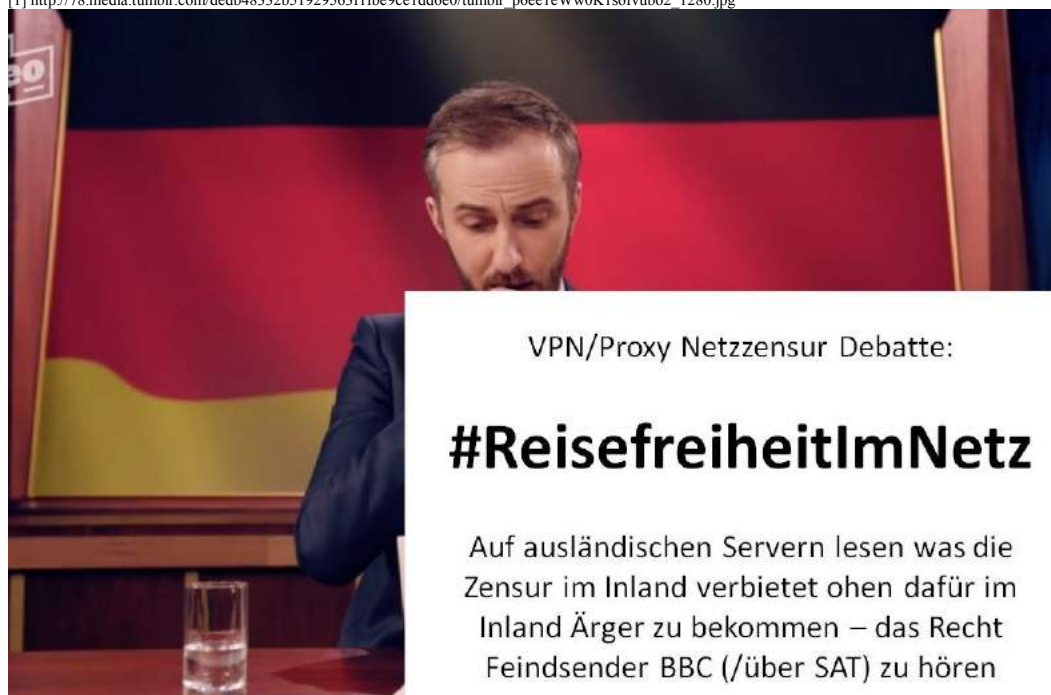 eo
VPN/Proxy Netzzensur Debatte:
#ReisefreiheitImNetz
Auf ausländischen Servern lesen was die
Zensur im Inland verbietet ohen dafür im
Inland Ärger zu bekommen – das Recht
Feindsender BBC (/über SAT) zu hören